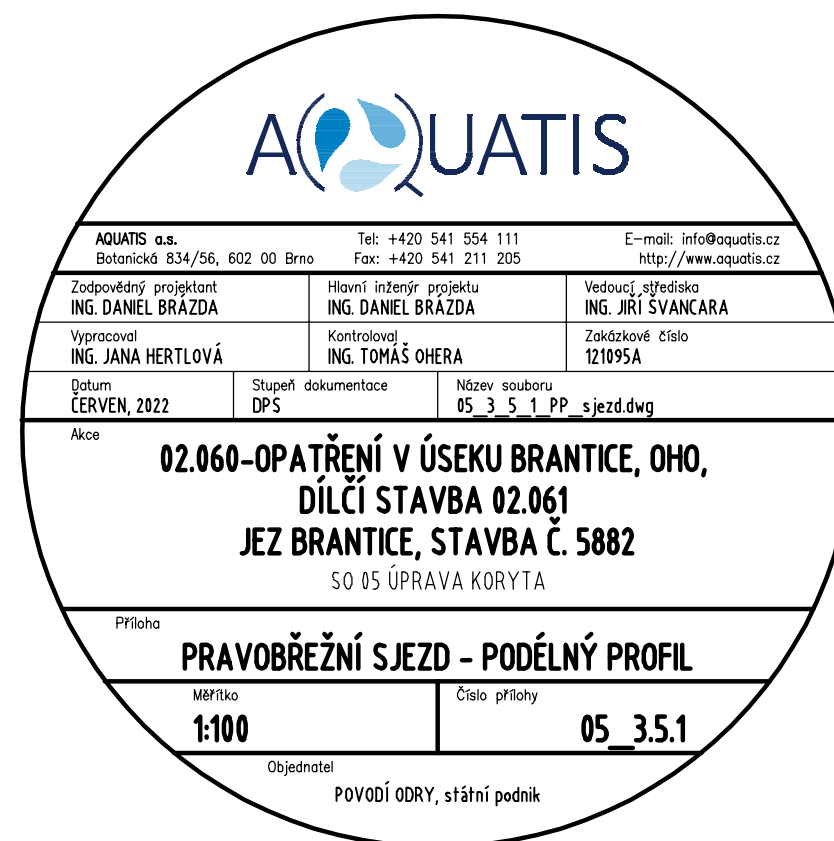 AQUATIS
AQUATIS a.s. Tel: +420 541 554 111 E-mail: info@aquatis.cz
Botanická 834/56, 602 00 Brno Fax: +420 541 211 205 http://www.aquatis.cz
Zodpovědný projektant Hlavní inženýr projektu Vedoucí střediska
ING. DANIEL BRÁZDA ING. DANIEL BRÁZDA ING. JIŘÍ ŠVANCARA
Vypracoval Kontroloval Zakázkové číslo
ING. JANA HERTLOVÁ ING. TOMÁŠ OHERA 121095A
Datum Stupeň dokumentace Název souboru
ČERVEN, 2022 DPS 05_3_5_1_PP_sjezd.dwg
Akce
02.060-OPATŘENÍ V ÚSEKU BRANTICE, OHO,
DÍLČÍ STAVBA 02.061
JEZ BRANTICE, STAVBA Č. 5882
SO 05 ÚPRAVA KORYTA
Příloha
PRAVOBŘEŽNÍ SJEZD - PODÉLNÝ PROFIL
Měřítko Číslo přílohy
1:100 05_3.5.1
Objednatel
POVODÍ ODRY, státní podnik